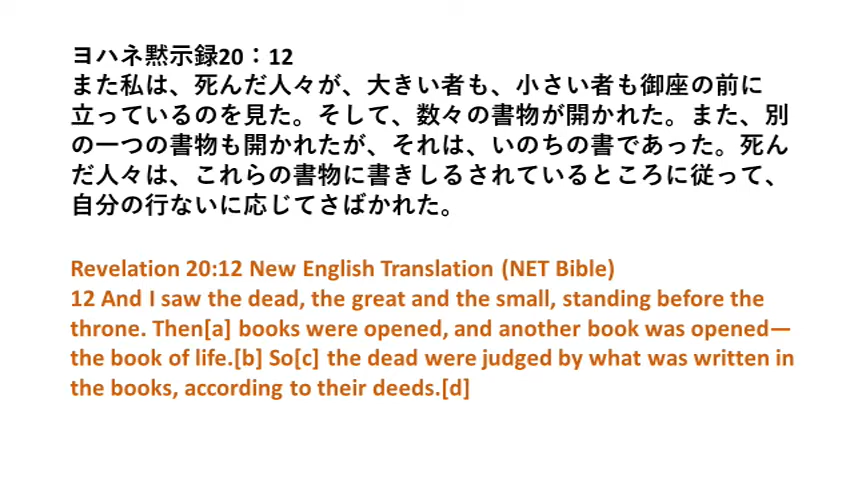 ヨハネ黙示録20：12
また私は、死んだ人々が、大きい者も、小さい者も御座の前に
立っているのを見た。そして、数々の書物が開かれた。また、別
の一つの書物も開かれたが、それは、いのちの書であった。死ん
だ人々は、これらの書物に書きしるされているところに従って、
自分の行ないに応じてさばかれた。
Revelation 20:12 New English Translation (NET Bible)
12 And I saw the dead, the great and the small, standing before the
throne. Then[a] books were opened, and another book was opened—
the book of life.[b] So[c] the dead were judged by what was written in
the books, according to their deeds.[d]